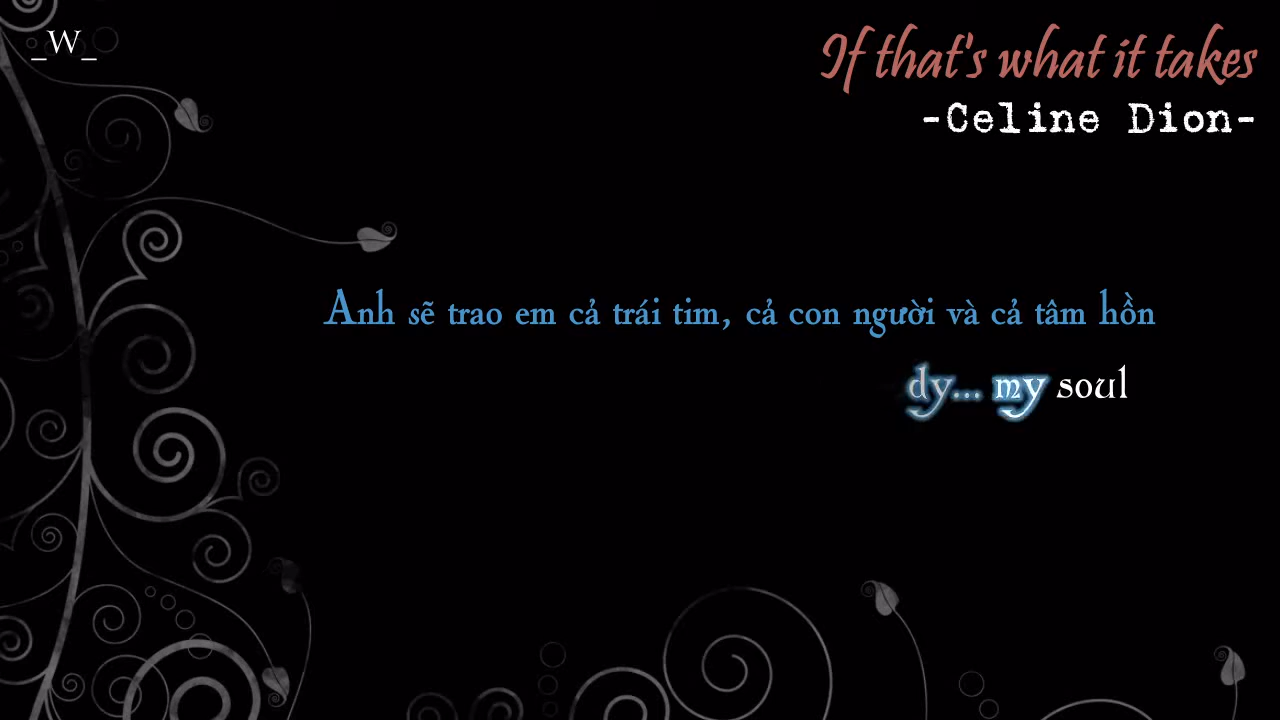 _W_
If that's what it takes
-Celine Dion-
Anh sẽ trao em cả trái tim, cả con người và cả tâm hồn
dy... my soul